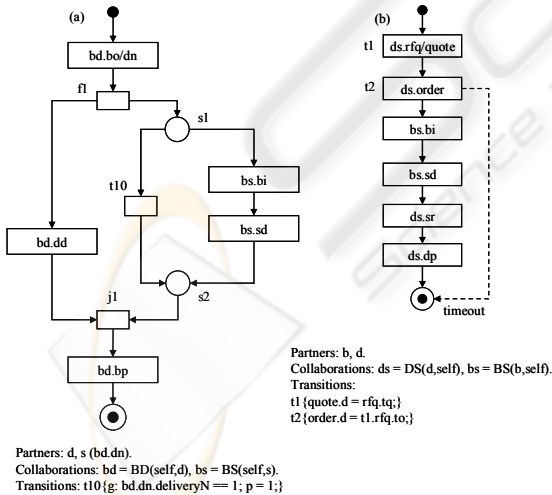 (a)
bd.bo/dn
f1
s1
t10
bs.bi
bs.sd
bd.dd
s2
j1
bd.bp
Partners: d, s (bd.dn).
Collaborations: bd = BD(self,d), bs = BS(self,s).
Transitions: t10{g: bd.dn.deliveryN == 1; p = 1;}
(b)
t1
ds.rfq/quote
t2
ds.order
bs.bi
bs.sd
ds.sr
ds.dp
timeout
Partners: b, d.
Collaborations: ds = DS(d,self), bs = BS(b,self).
Transitions:
t1{quote.d = rfq.tq;}
t2{order.d = t1.rfq.to;}